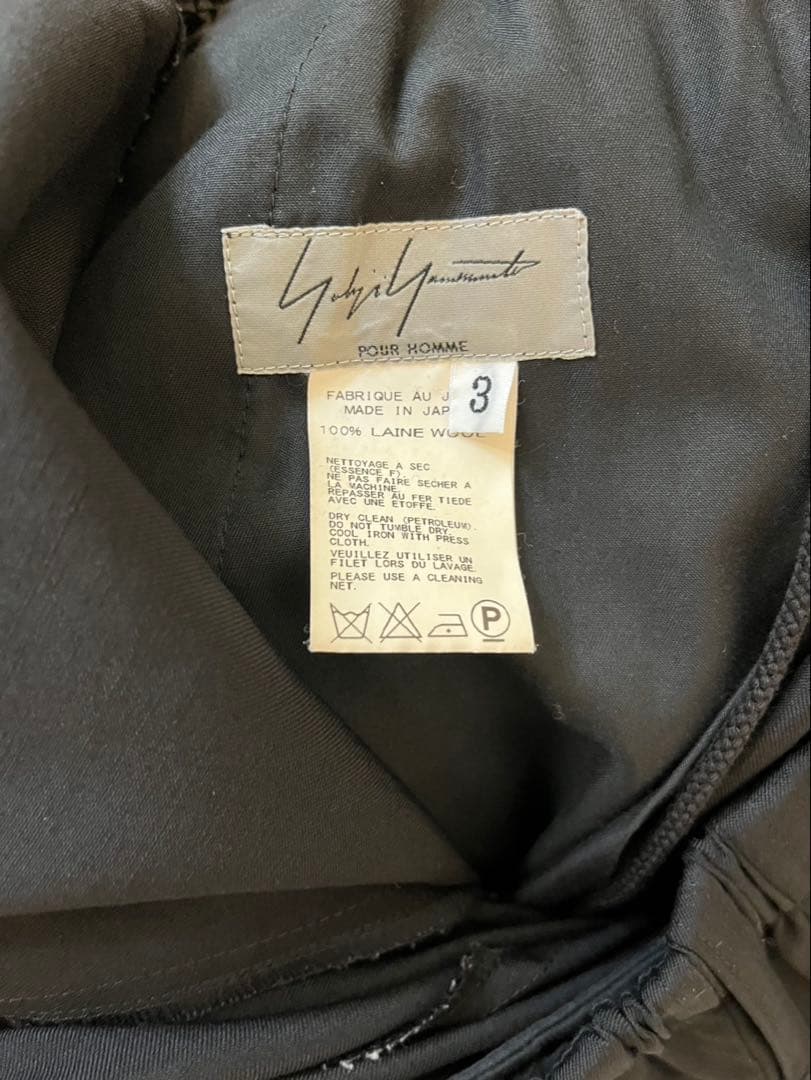 Yohji Yamamoto
POUR HOMME
3
FABRIQUE AU J
MADE IN JAP
100% LAINE WOOL
NETTOYAGE A SEC
(ESSENCE F).
NE PAS FAIRE SECHER A
LA MACHINE.
REPASSER AU FER TIEDE
AVEC UNE ETOFFE.
DRY CLEAN (PETROLEUM).
DO NOT TUMBLE DRY.
COOL IRON WITH PRESS
CLOTH.
VEUILLEZ UTILISER UN
FILET LORS DU LAVAGE.
PLEASE USE A CLEANING
NET.
P